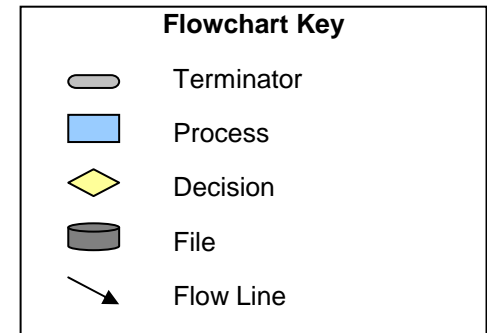 Flowchart Key
Terminator
Process
Decision
File
Flow Line